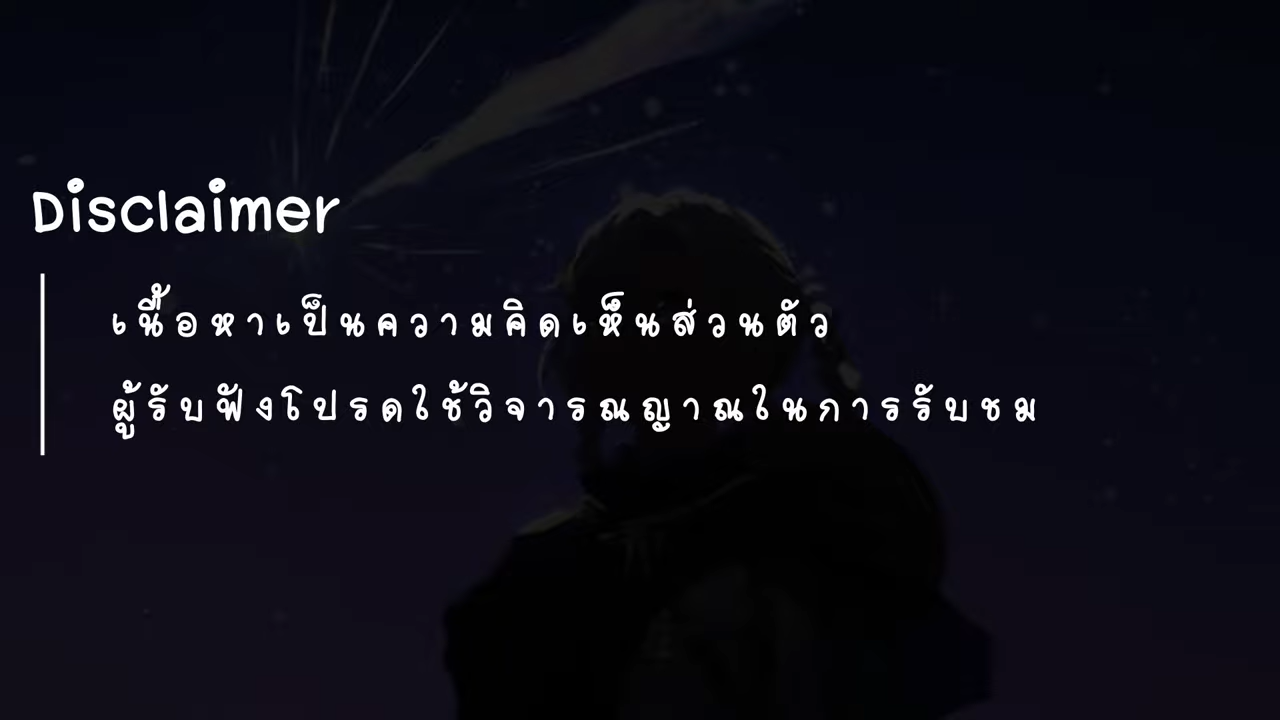 Disclaimer
เนื้อหาเป็นความคิดเห็นส่วนตัว
ผู้รับฟังโปรดใช้วิจารณญาณในการรับชม